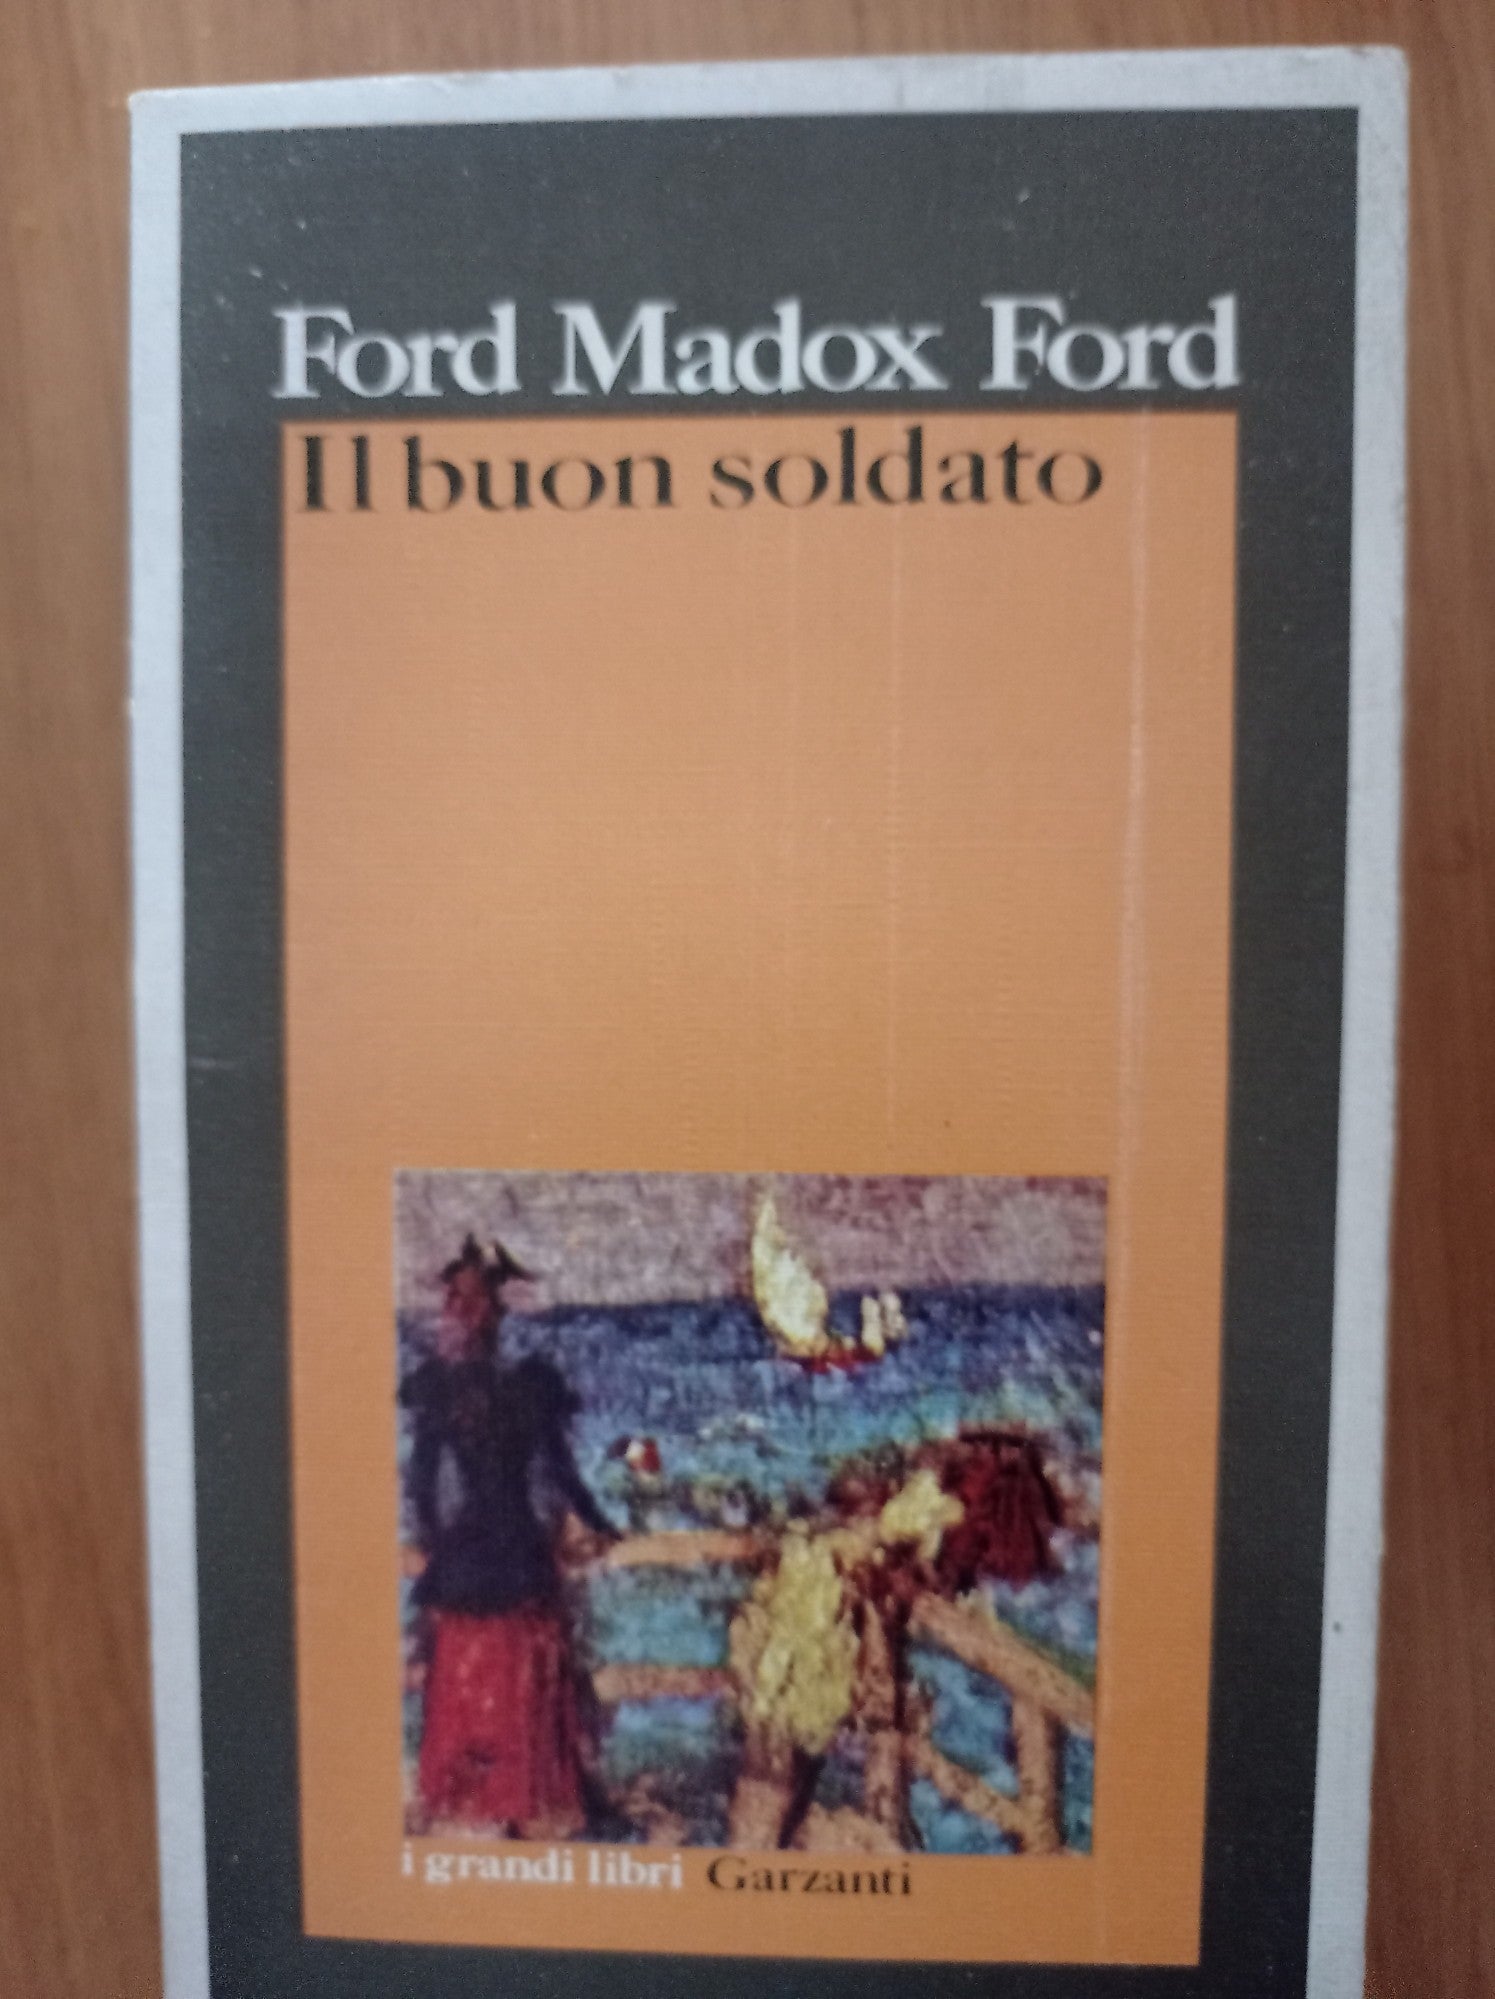 Ford Madox Ford
Il buon soldato
i grandi libri Garzanti